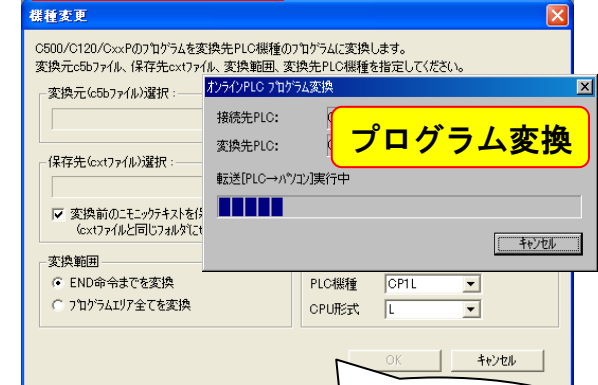 機種変更
C500/C120/CxxPのﾌﾟﾛｸﾞﾗﾑを変換先PLC機種のﾌﾟﾛｸﾞﾗﾑに変換します。
変換元c5bﾌｧｲﾙ、保存先cxtﾌｧｲﾙ、変換範囲、変換先PLC機種を指定してください。
変換元(c5bﾌｧｲﾙ)選択：
ｵﾝﾗｲﾝPLC ﾌﾟﾛｸﾞﾗﾑ変換
接続先PLC:
変換先PLC:
プログラム変換
転送[PLC→ﾊﾟｿｺﾝ]実行中
ｷｬﾝｾﾙ
保存先(cxtﾌｧｲﾙ)選択：
変換前のﾆﾓﾆｯｸﾃｷｽﾄを
(cxtﾌｧｲﾙと同じﾌｫﾙﾀﾞに
変換範囲
END命令までを変換
ﾌﾟﾛｸﾞﾗﾑｴﾘｱ全てを変換
PLC機種 CP1L
CPU形式 L
OK ｷｬﾝｾﾙ